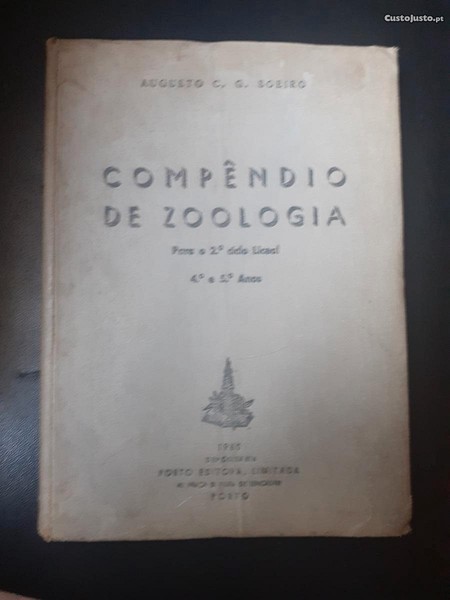 CustoJusto.pt
AUGUSTO C. G. SOEIRO
COMPÊNDIO
DE ZOOLOGIA
Para o 2.º ciclo Liceal
4.º e 5.º Anos
PORTO EDITORA, LIMITADA
PORTO